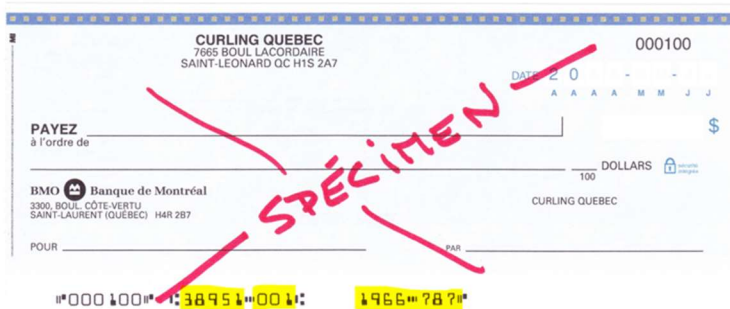 CURLING QUEBEC
7665 BOUL LACORDAIRE
SAINT-LEONARD QC H1S 2A7
000100
DATE 2 0 - -
A A A A M M J J
PAYEZ
à l'ordre de
$
100 DOLLARS
BMO Banque de Montréal
3300, BOUL. CÔTE-VERTU
SAINT-LAURENT (QUÉBEC) H4R 2B7
CURLING QUEBEC
SPÉCIMEN
POUR
PAR
⑈000100⑈ ⑆38951⑉001⑆ 1966⑉787⑈